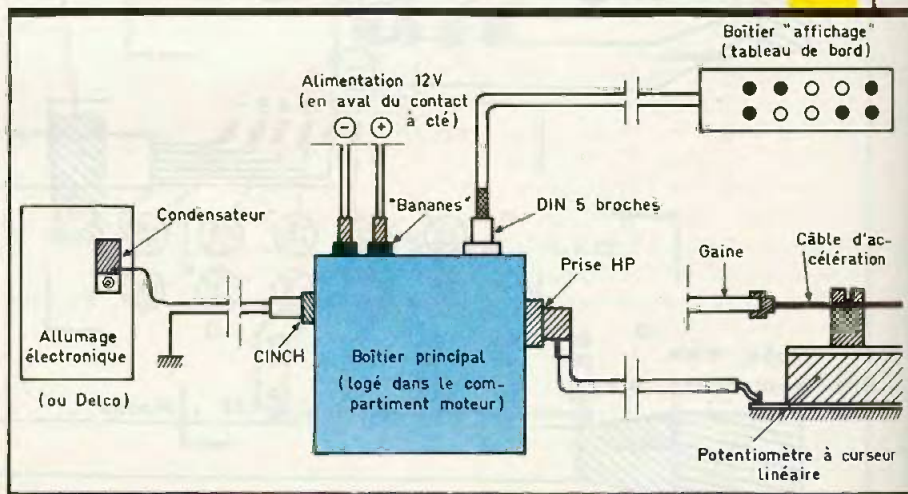 Boîtier "affichage"
(tableau de bord)
Alimentation 12V
(en aval du contact
à clé)
- +
"Bananes"
DIN 5 broches
Condensateur
Prise HP
Gaine
Câble d'ac-
célération
Allumage
électronique
(ou Delco)
CINCH
Boîtier principal
(logé dans le com-
partiment moteur)
Potentiomètre à curseur
linéaire